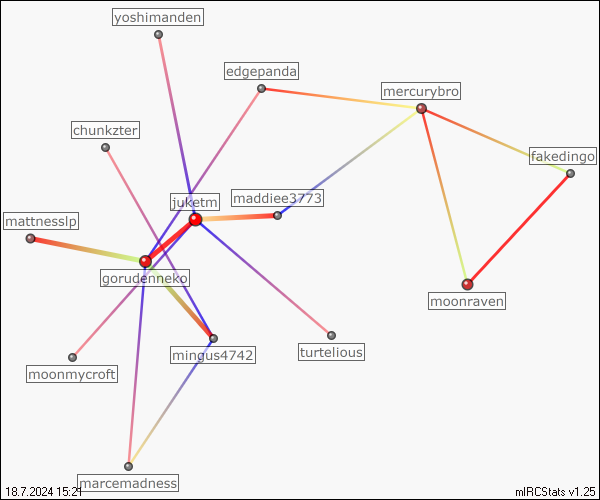 yoshimanden
edgepanda
mercurybro
chunkzter
fakedingo
juketm
maddiee3773
mattnesslp
gorudenneko
moonraven
mingus4742
turtelious
moonmycroft
marcemadness
18.7.2024 15:21
mIRCStats v1.25